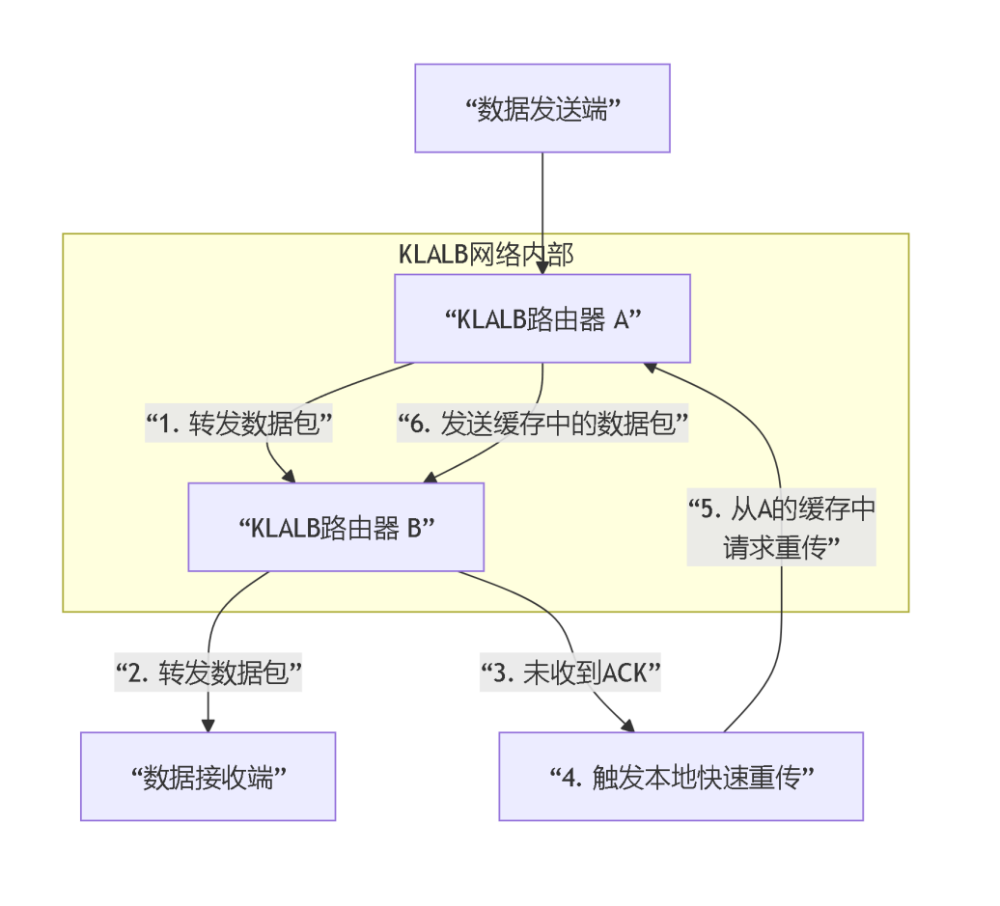 “数据发送端”
KLALB网络内部
“KLALB路由器 A”
“1. 转发数据包”
“6. 发送缓存中的数据包”
“5. 从A的缓存中
请求重传”
“KLALB路由器 B”
“2. 转发数据包”
“3. 未收到ACK”
“数据接收端”
“4. 触发本地快速重传”